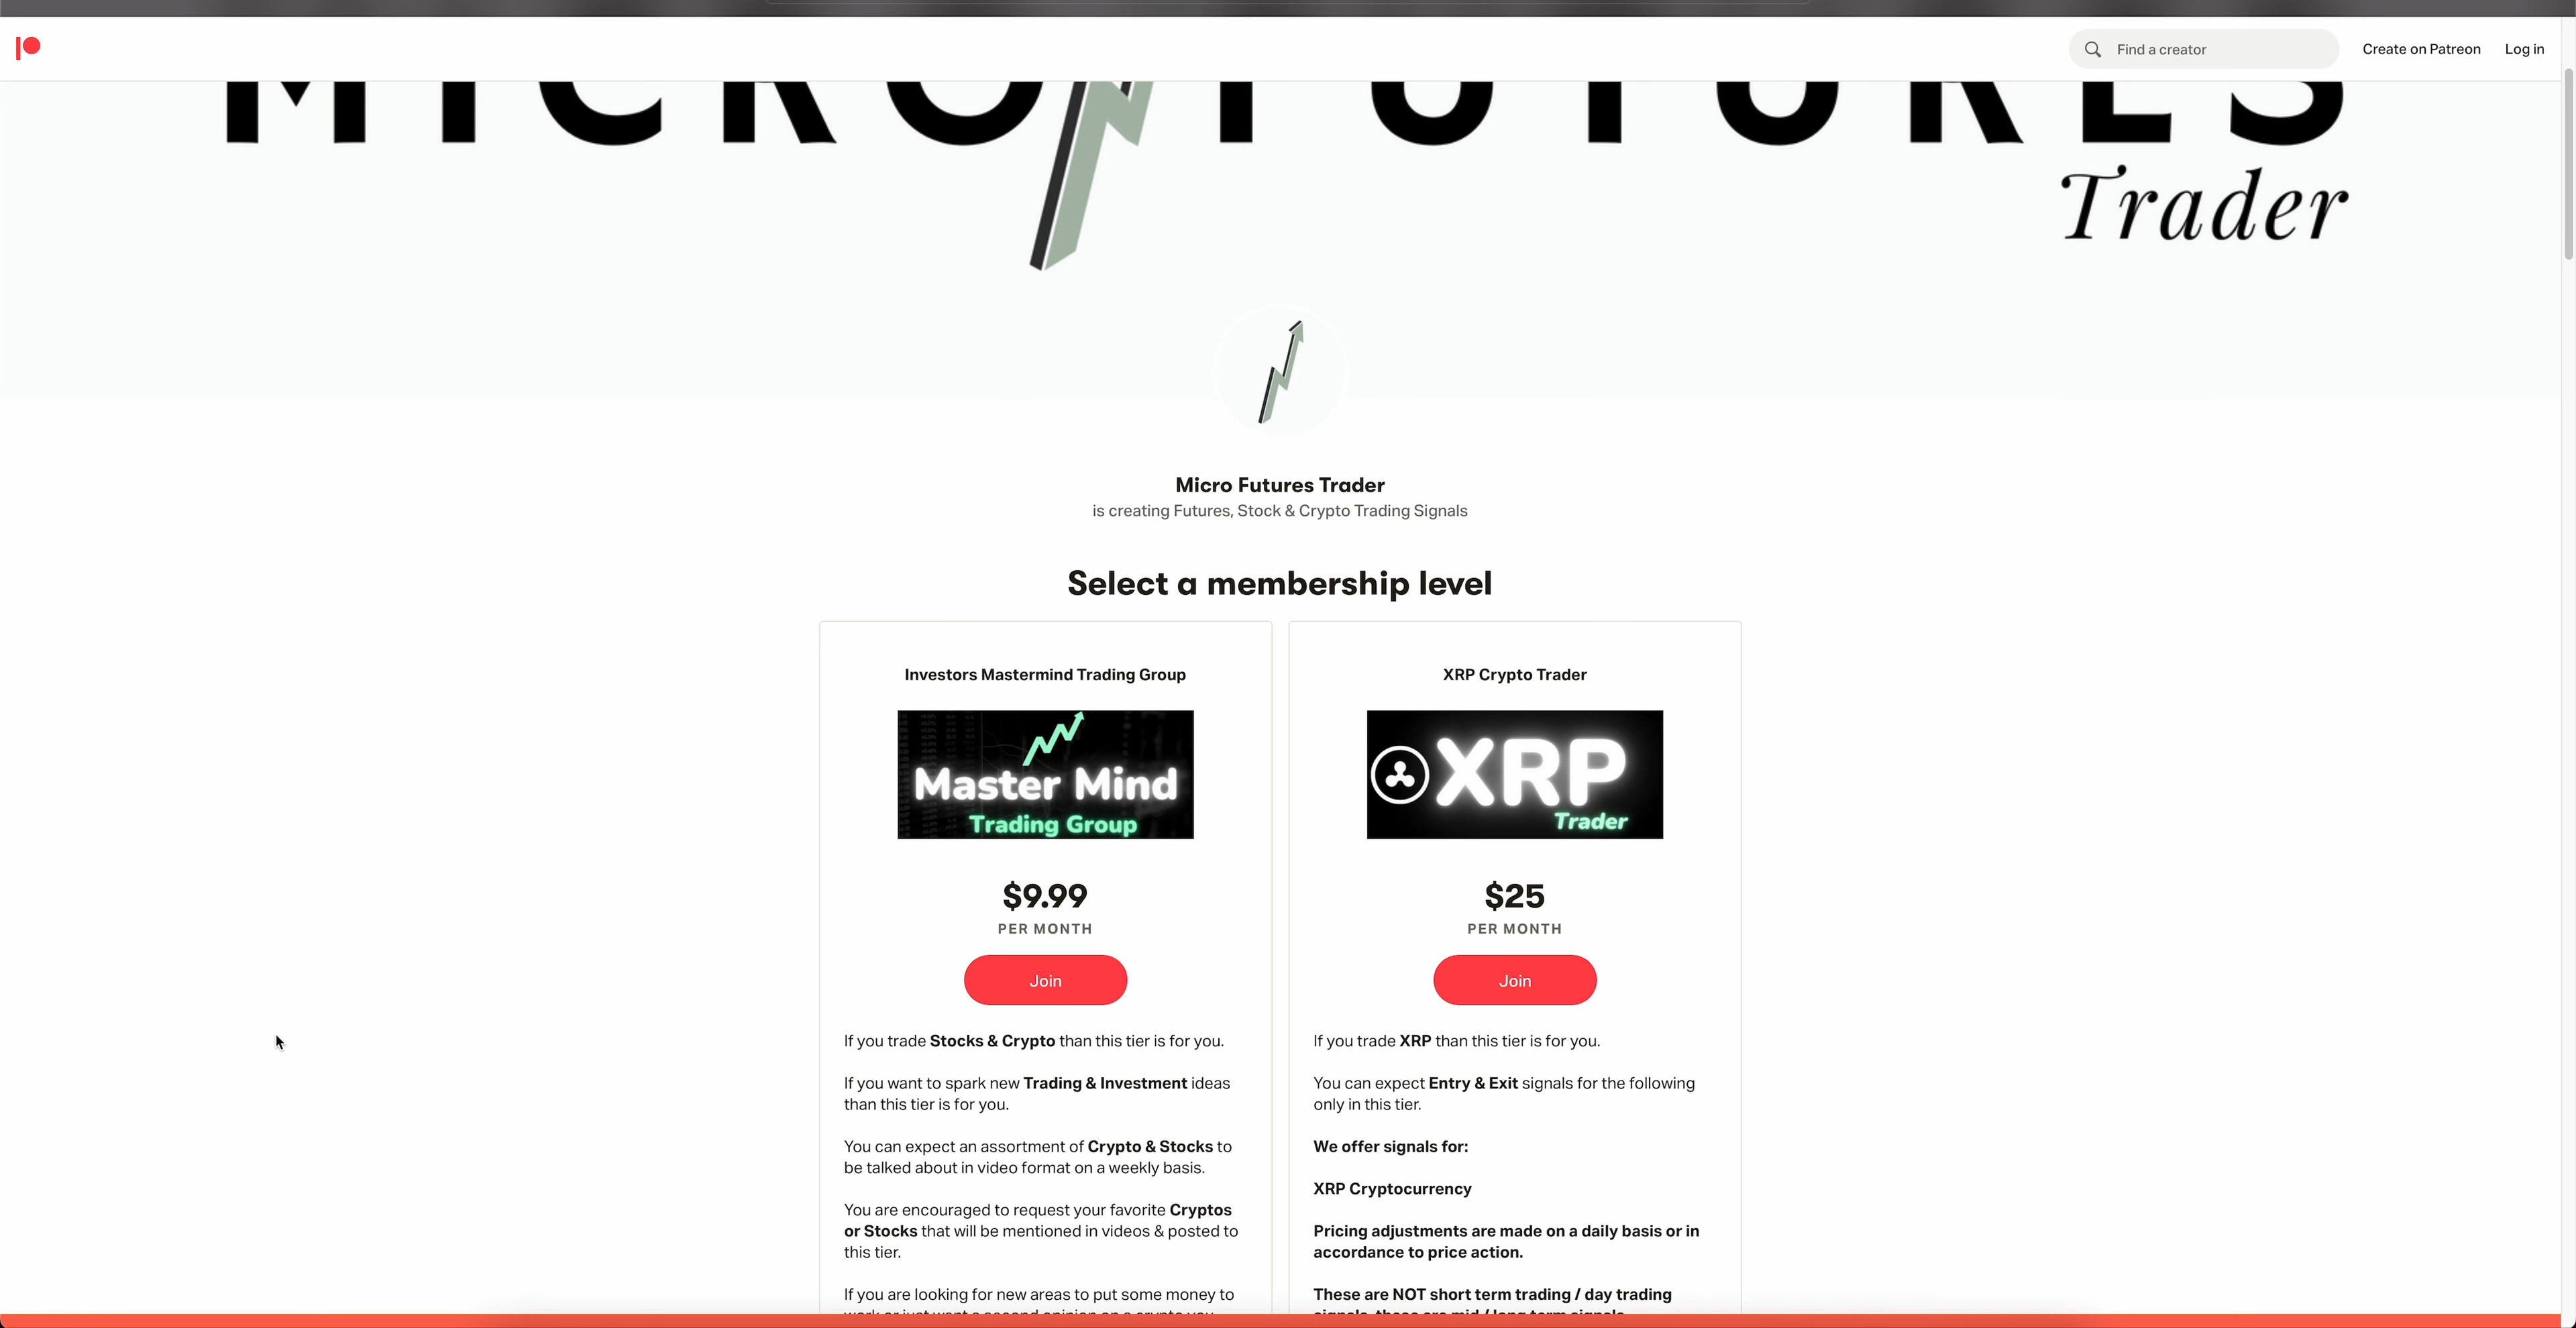 Find a creator
Create on Patreon
Log in
MICRO FUTURES
Trader
Micro Futures Trader
is creating Futures, Stock & Crypto Trading Signals
Select a membership level
Investors Mastermind Trading Group
Master Mind
Trading Group
$9.99
PER MONTH
Join
If you trade Stocks & Crypto than this tier is for you.
If you want to spark new Trading & Investment ideas
than this tier is for you.
You can expect an assortment of Crypto & Stocks to
be talked about in video format on a weekly basis.
You are encouraged to request your favorite Cryptos
or Stocks that will be mentioned in videos & posted to
this tier.
If you are looking for new areas to put some money to
work or just want a second opinion on a crypto you
XRP Crypto Trader
XRP
Trader
$25
PER MONTH
Join
If you trade XRP than this tier is for you.
You can expect Entry & Exit signals for the following
only in this tier.
We offer signals for:
XRP Cryptocurrency
Pricing adjustments are made on a daily basis or in
accordance to price action.
These are NOT short term trading / day trading
signals, these are mid / long term signals